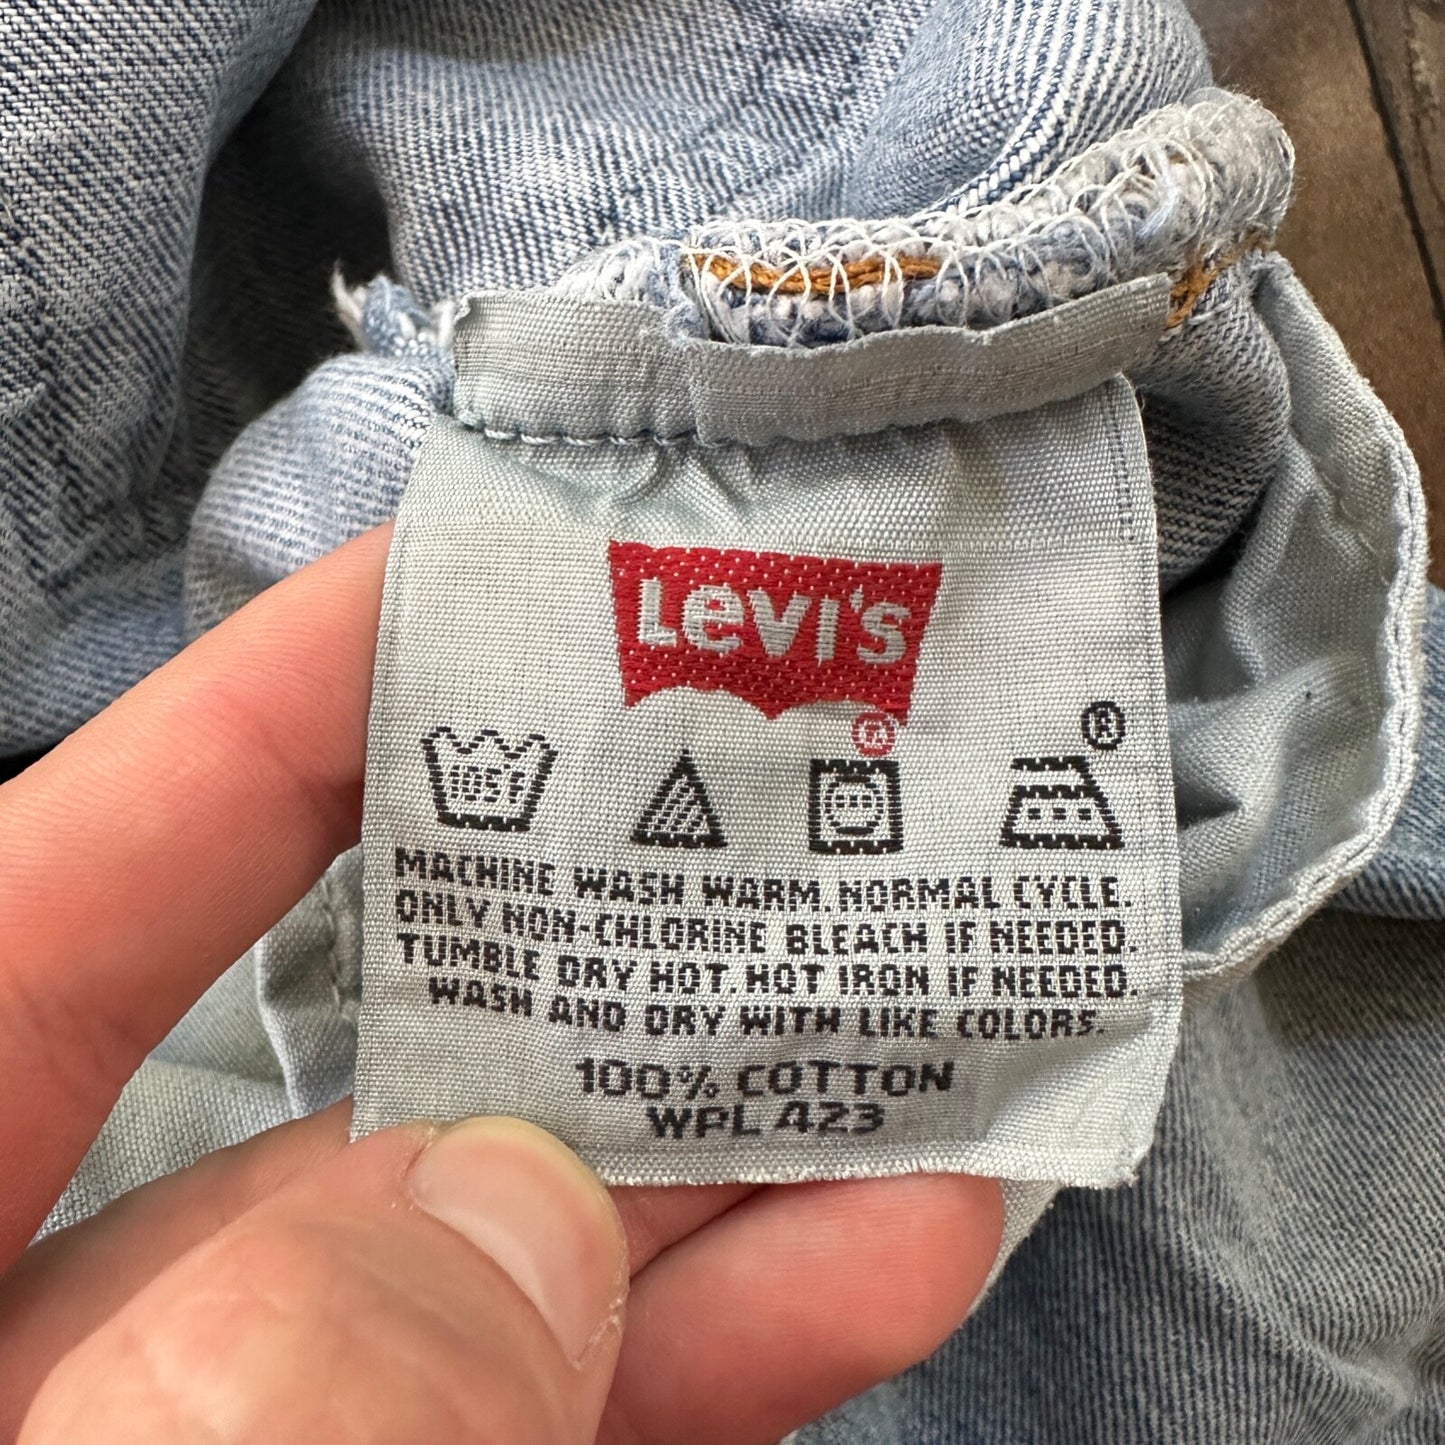 Levi's
®
®
105F
MACHINE WASH WARM. NORMAL CYCLE.
ONLY NON-CHLORINE BLEACH IF NEEDED.
TUMBLE DRY HOT. HOT IRON IF NEEDED.
WASH AND DRY WITH LIKE COLORS.
100% COTTON
WPL 423